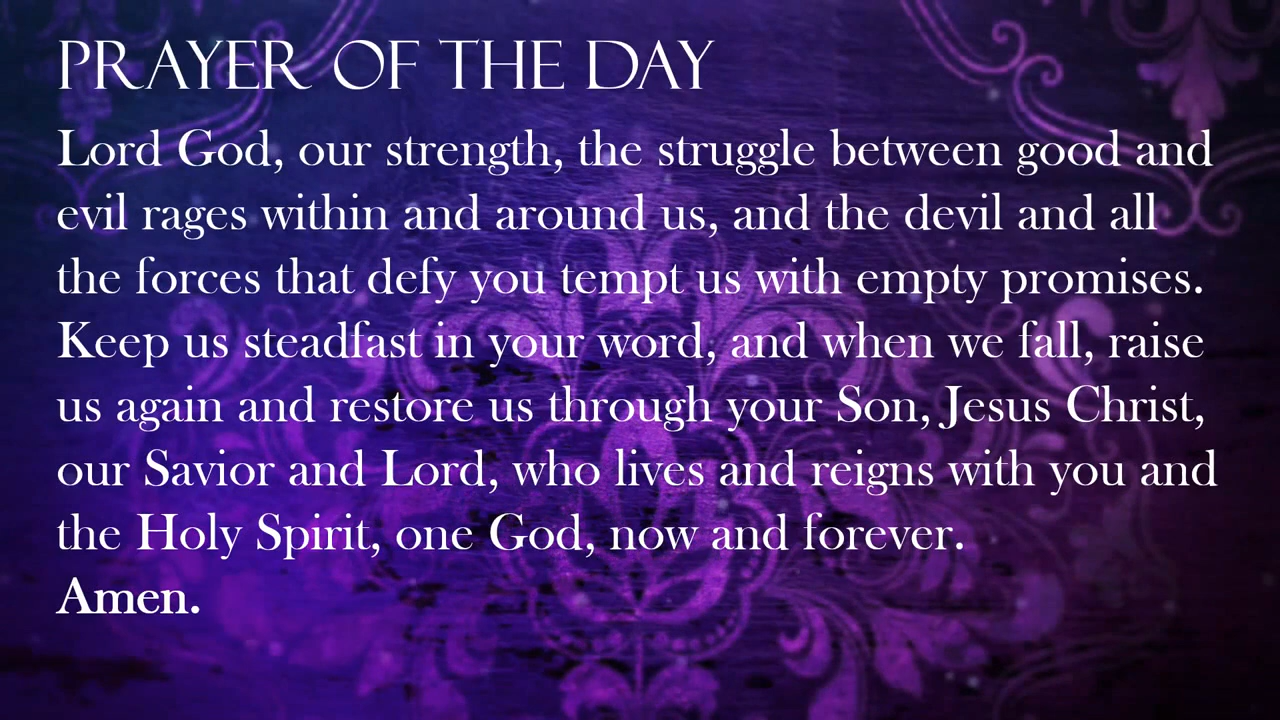 PRAYER OF THE DAY
Lord God, our strength, the struggle between good and
evil rages within and around us, and the devil and all
the forces that defy you tempt us with empty promises.
Keep us steadfast in your word, and when we fall, raise
us again and restore us through your Son, Jesus Christ,
our Savior and Lord, who lives and reigns with you and
the Holy Spirit, one God, now and forever.
Amen.